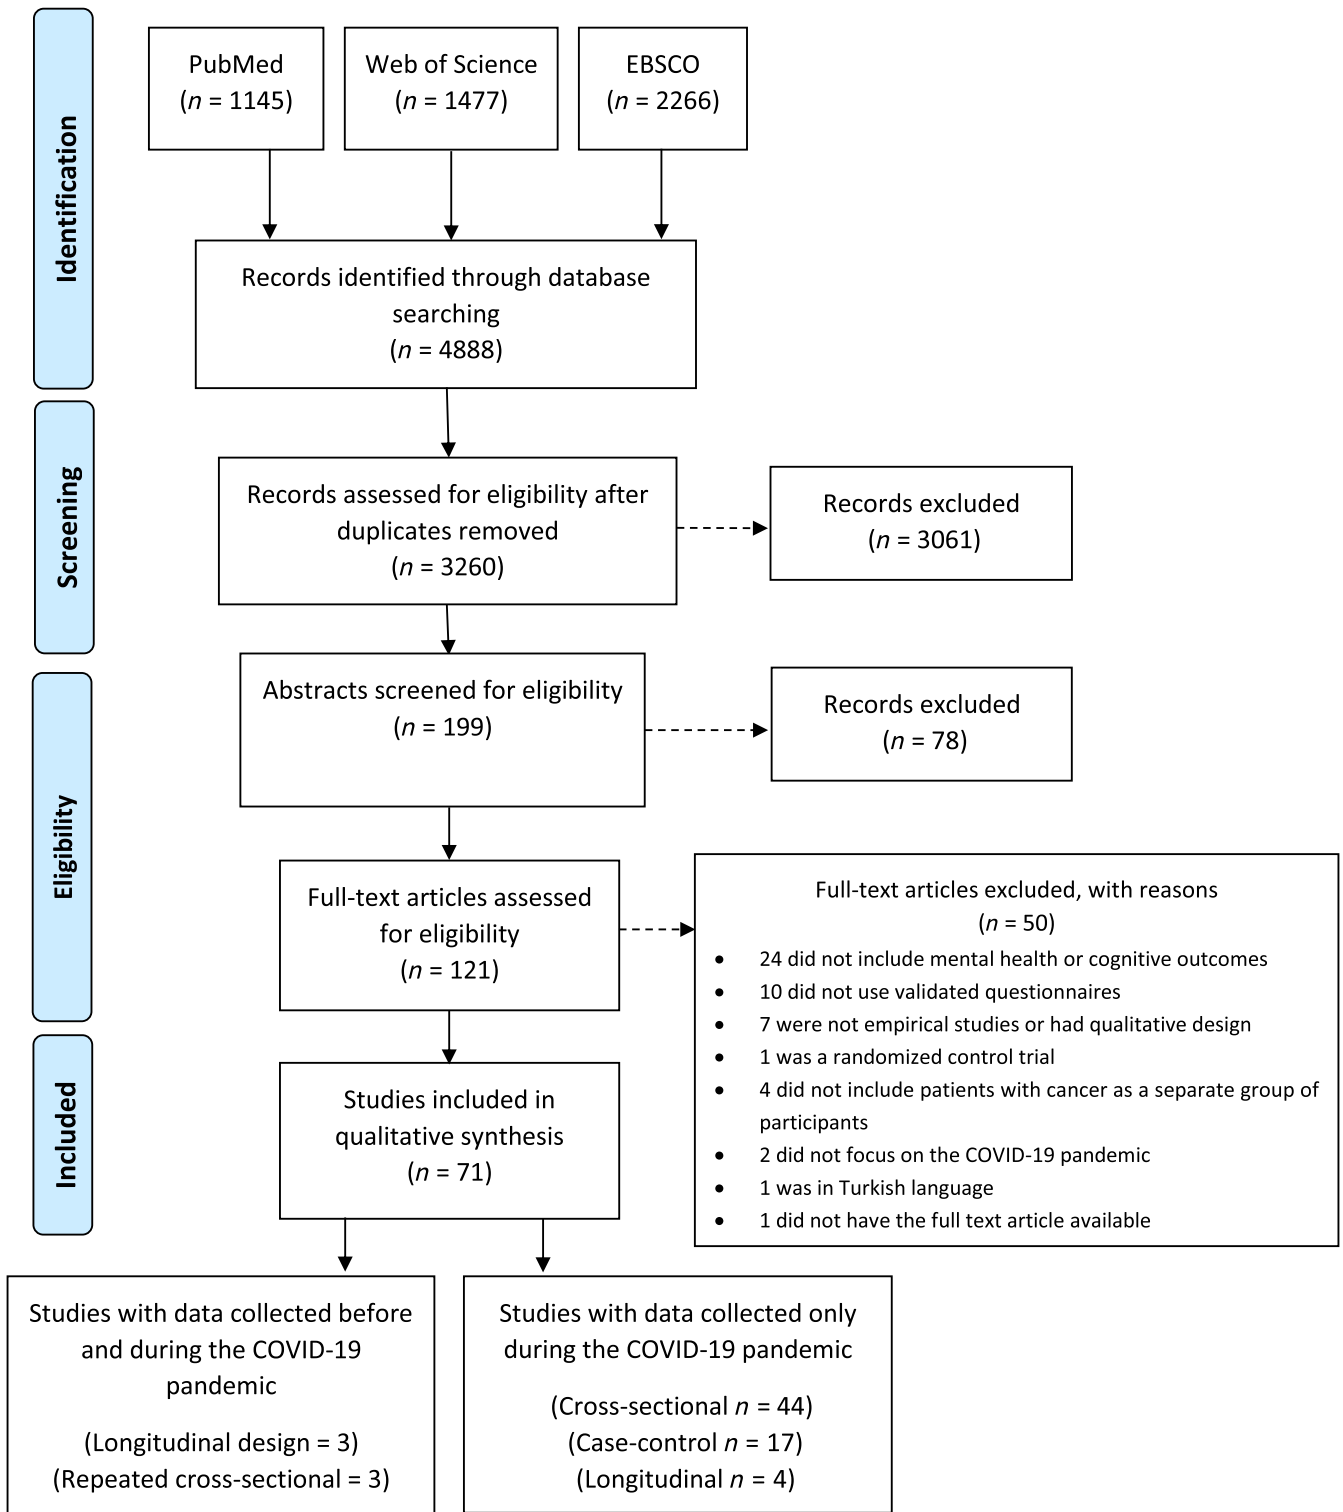 Identification
PubMed
(n = 1145)
Web of Science
(n = 1477)
EBSCO
(n = 2266)
Records identified through database
searching
(n = 4888)
Screening
Records assessed for eligibility after
duplicates removed
(n = 3260)
Records excluded
(n = 3061)
Eligibility
Abstracts screened for eligibility
(n = 199)
Records excluded
(n = 78)
Full-text articles assessed
for eligibility
(n = 121)
Full-text articles excluded, with reasons
(n = 50)
• 24 did not include mental health or cognitive outcomes
• 10 did not use validated questionnaires
• 7 were not empirical studies or had qualitative design
• 1 was a randomized control trial
• 4 did not include patients with cancer as a separate group of
participants
• 2 did not focus on the COVID-19 pandemic
• 1 was in Turkish language
• 1 did not have the full text article available
Included
Studies included in
qualitative synthesis
(n = 71)
Studies with data collected before
and during the COVID-19
pandemic
(Longitudinal design = 3)
(Repeated cross-sectional = 3)
Studies with data collected only
during the COVID-19 pandemic
(Cross-sectional n = 44)
(Case-control n = 17)
(Longitudinal n = 4)